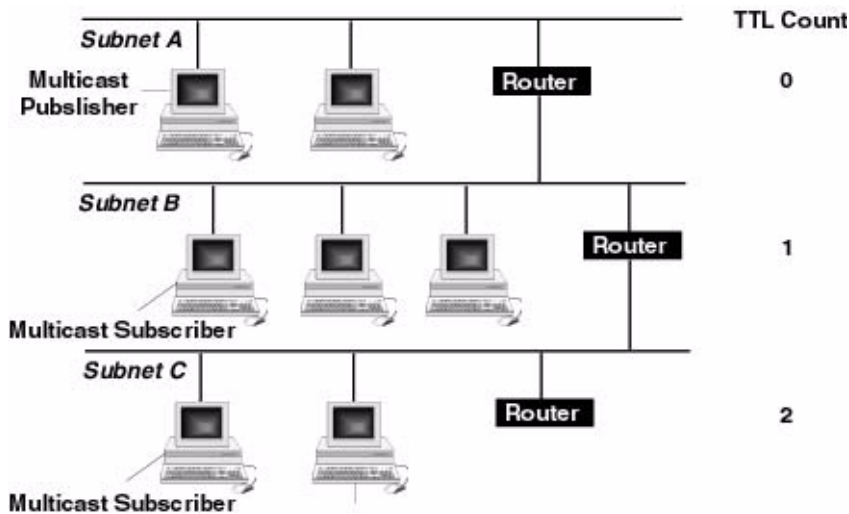 TTL Count
Subnet A
Multicast
Pubslisher
Router
0
Subnet B
Router
1
Multicast Subscriber
Subnet C
Router
2
Multicast Subscriber